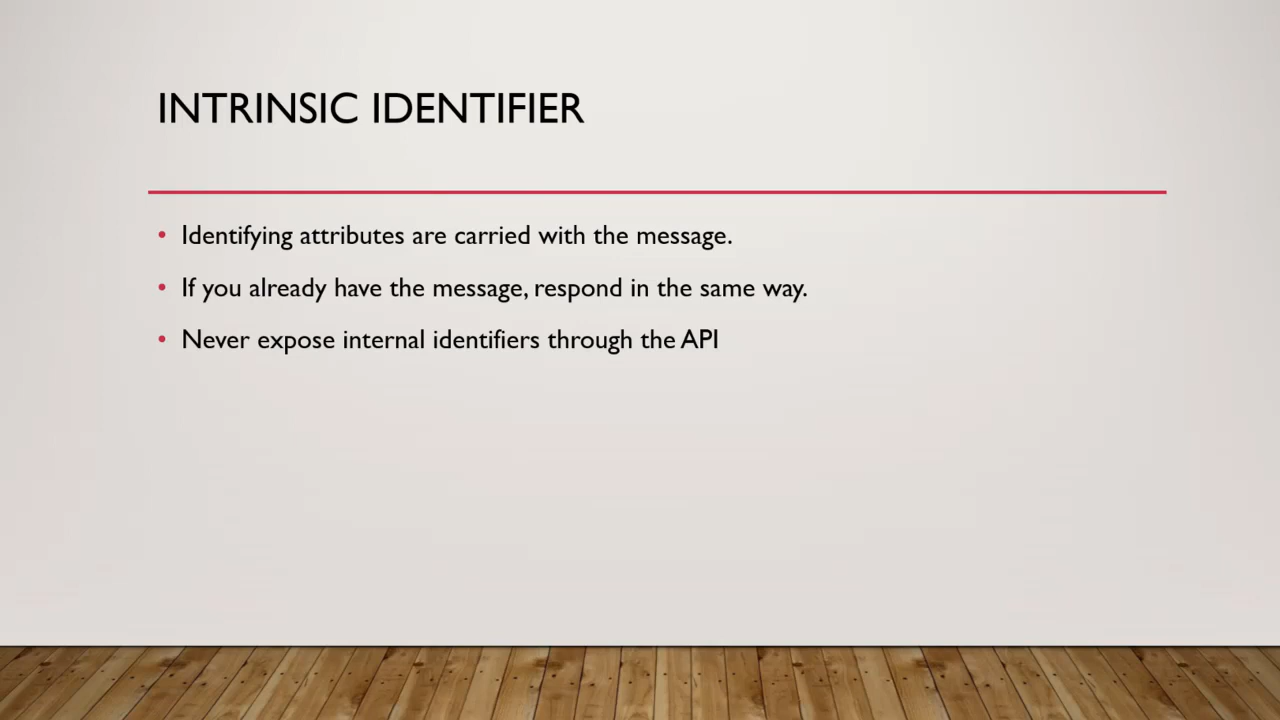 INTRINSIC IDENTIFIER
• Identifying attributes are carried with the message.
• If you already have the message, respond in the same way.
• Never expose internal identifiers through the API